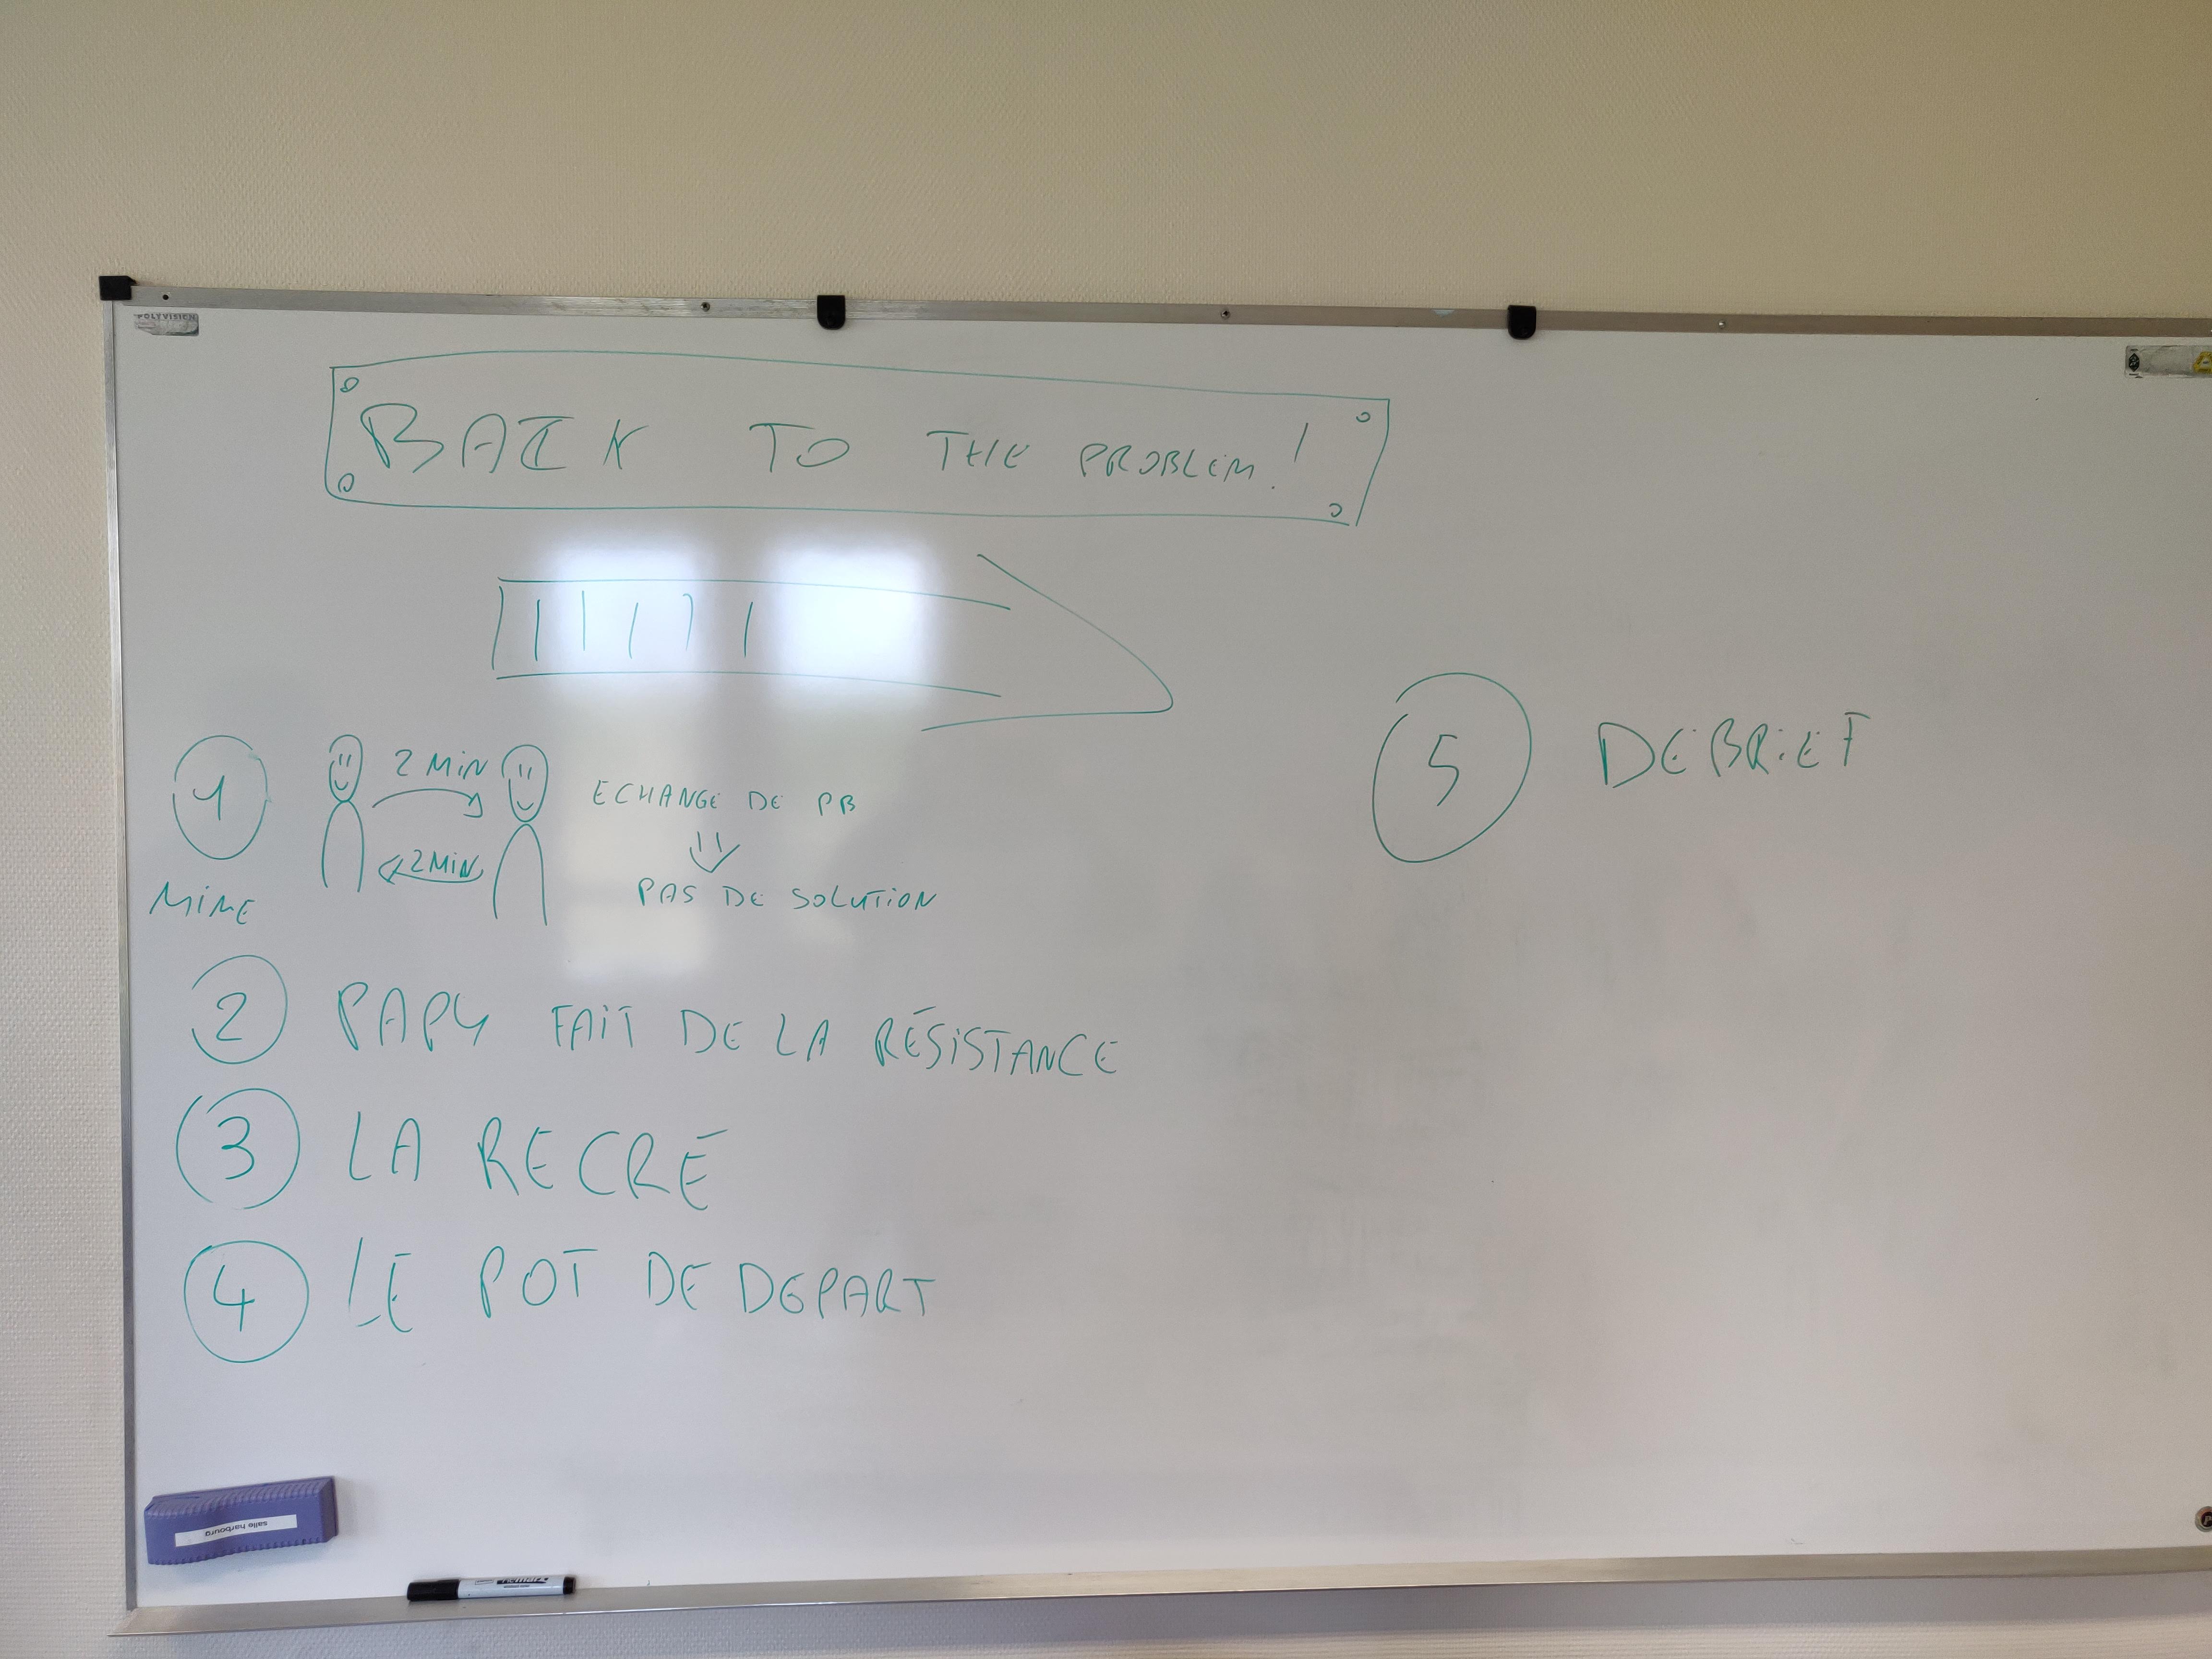 POLYVISION
BACK TO THE PROBLEM!
1
2 MiN
ECHANGE DE PB
2 MiN
PAS DE SOLUTiON
MiME
2 PAPY FAiT DE LA RÉSiSTANCE
3 LA RECRÉ
4 LE POT DE DEPART
5 DEBRiEF
salle harbourg